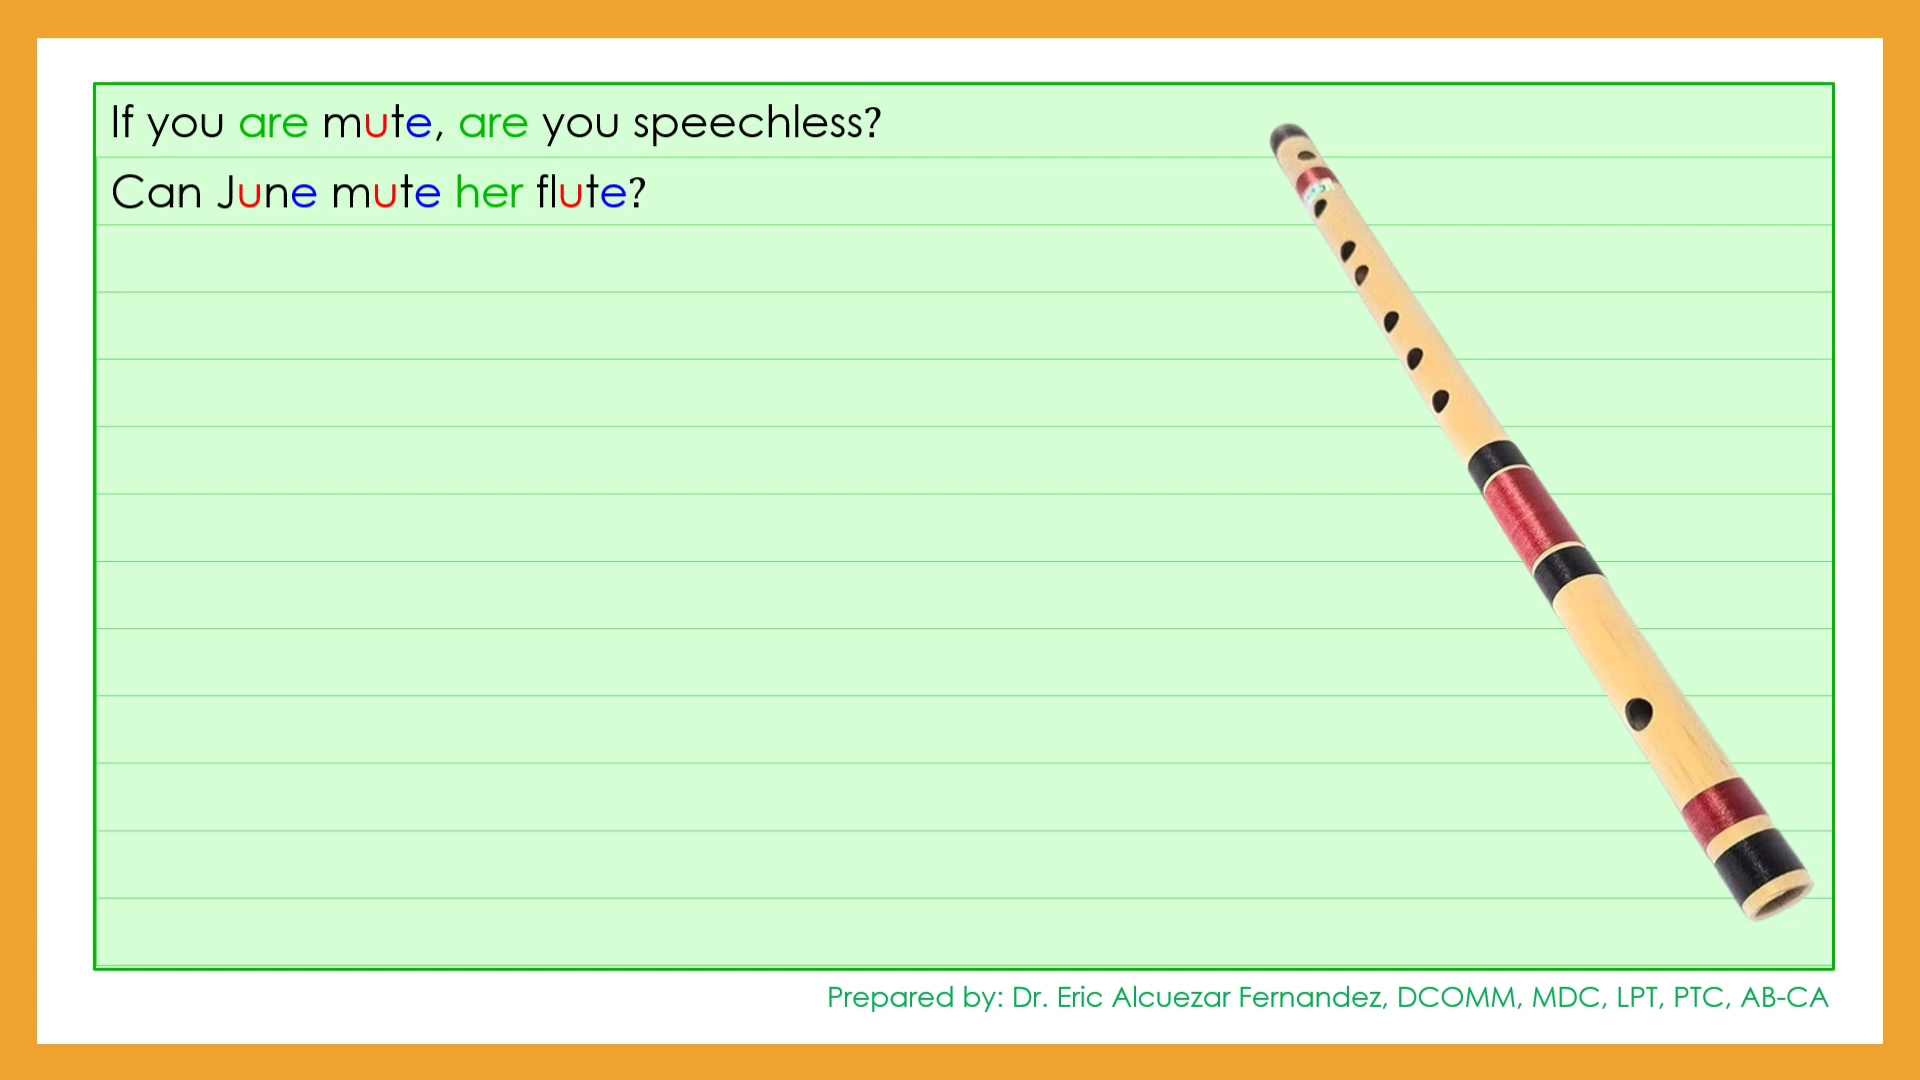 If you are mute, are you speechless?
Can June mute her flute?
Prepared by: Dr. Eric Alcuezar Fernandez, DCOMM, MDC, LPT, PTC, AB-CA